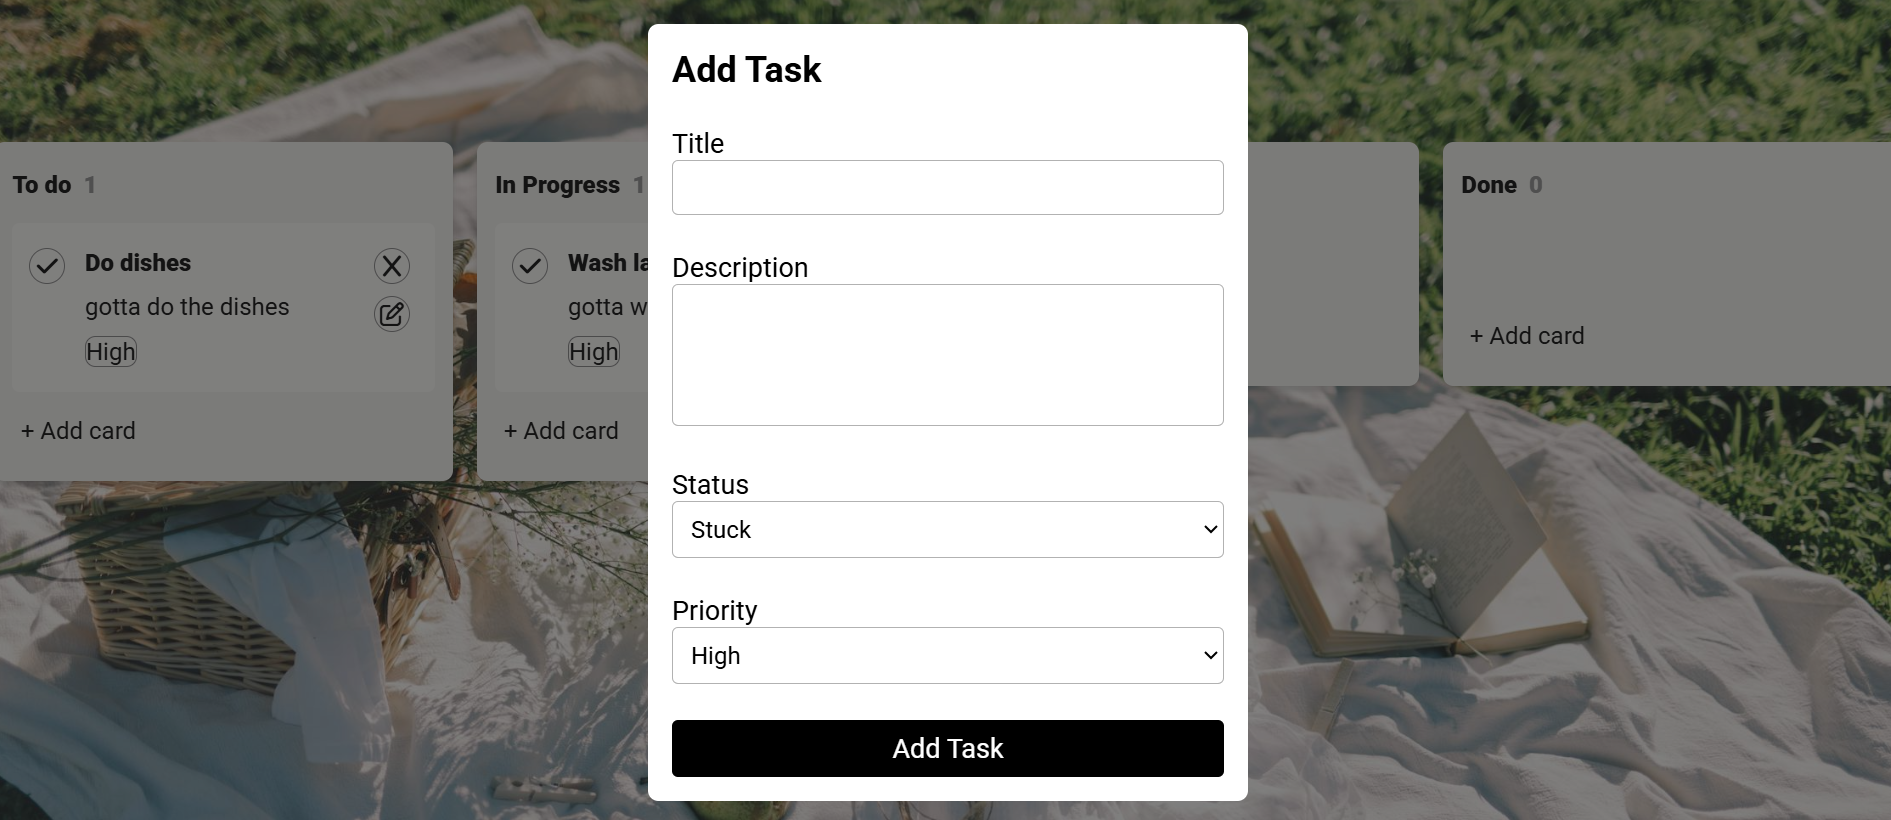 Add Task
Title
Description
Status
Stuck
Priority
High
Add Task
To do 1
Do dishes
gotta do the dishes
High
+ Add card
In Progress 1
Wash
gotta
High
+ Add card
Done 0
+ Add card